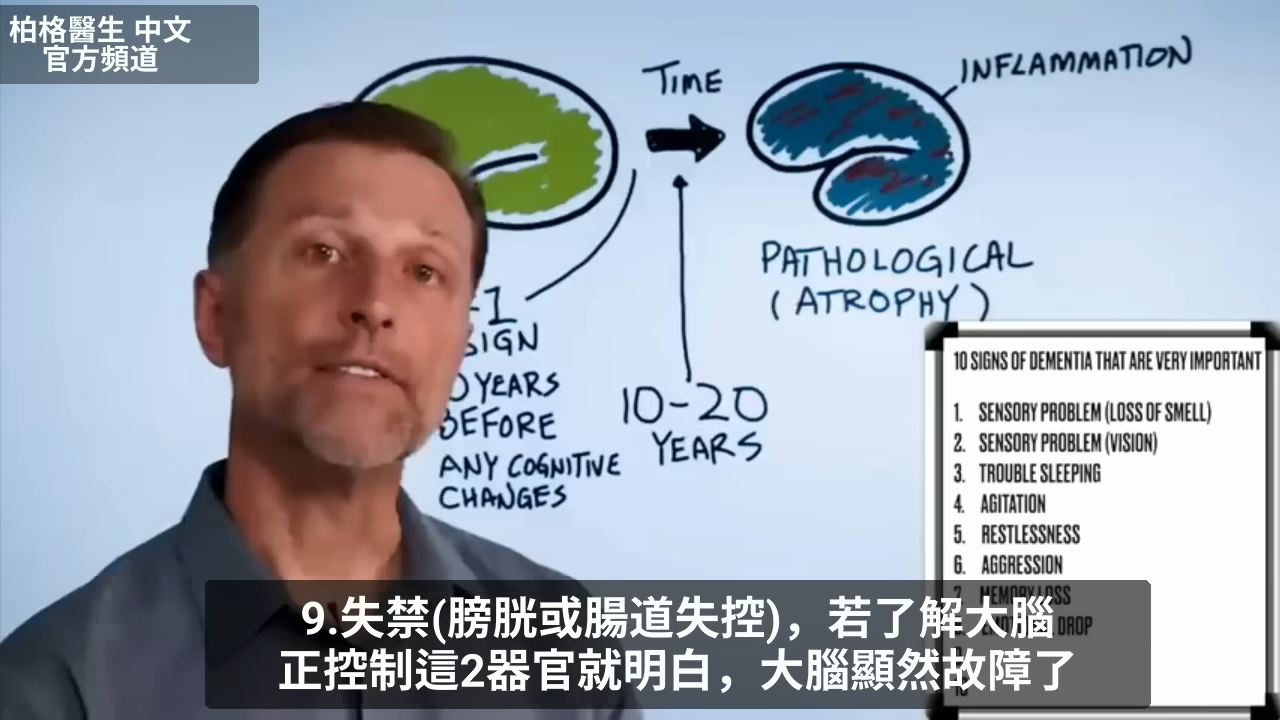 柏格醫生 中文
官方頻道
TIME
INFLAMMATION
PATHOLOGICAL
(ATROPHY)
SIGN
YEARS
BEFORE
ANY COGNITIVE
CHANGES
10-20
YEARS
10 SIGNS OF DEMENTIA THAT ARE VERY IMPORTANT
1. SENSORY PROBLEM (LOSS OF SMELL)
2. SENSORY PROBLEM (VISION)
3. TROUBLE SLEEPING
4. AGITATION
5. RESTLESSNESS
6. AGGRESSION
7. MEMORY LOSS
DROP
9.失禁(膀胱或腸道失控)，若了解大腦
正控制這2器官就明白，大腦顯然故障了